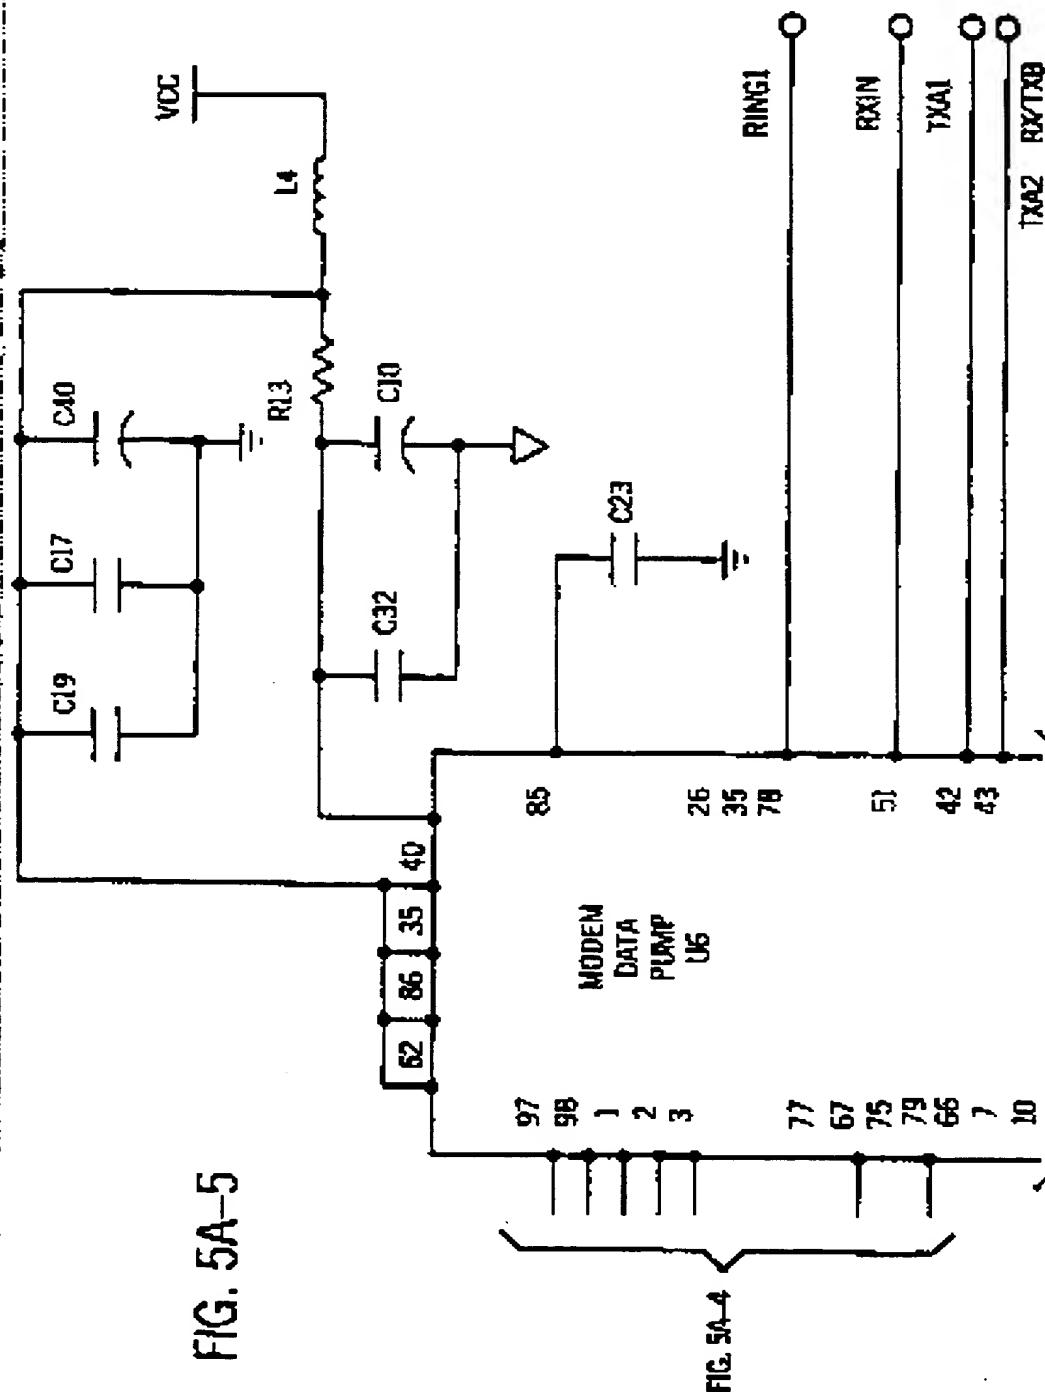 FIG. 5A-5
FIG. 5A-4
VCC
L4
C40
R13
C10
C17
C23
C19
C32
RING1
RXIN
TXA1
TXA2 RX/TXB
85
26
35
78
51
42
43
40
35
86
62
MODEM
DATA
PUMP
U6
97
98
1
2
3
77
67
75
79
66
7
10